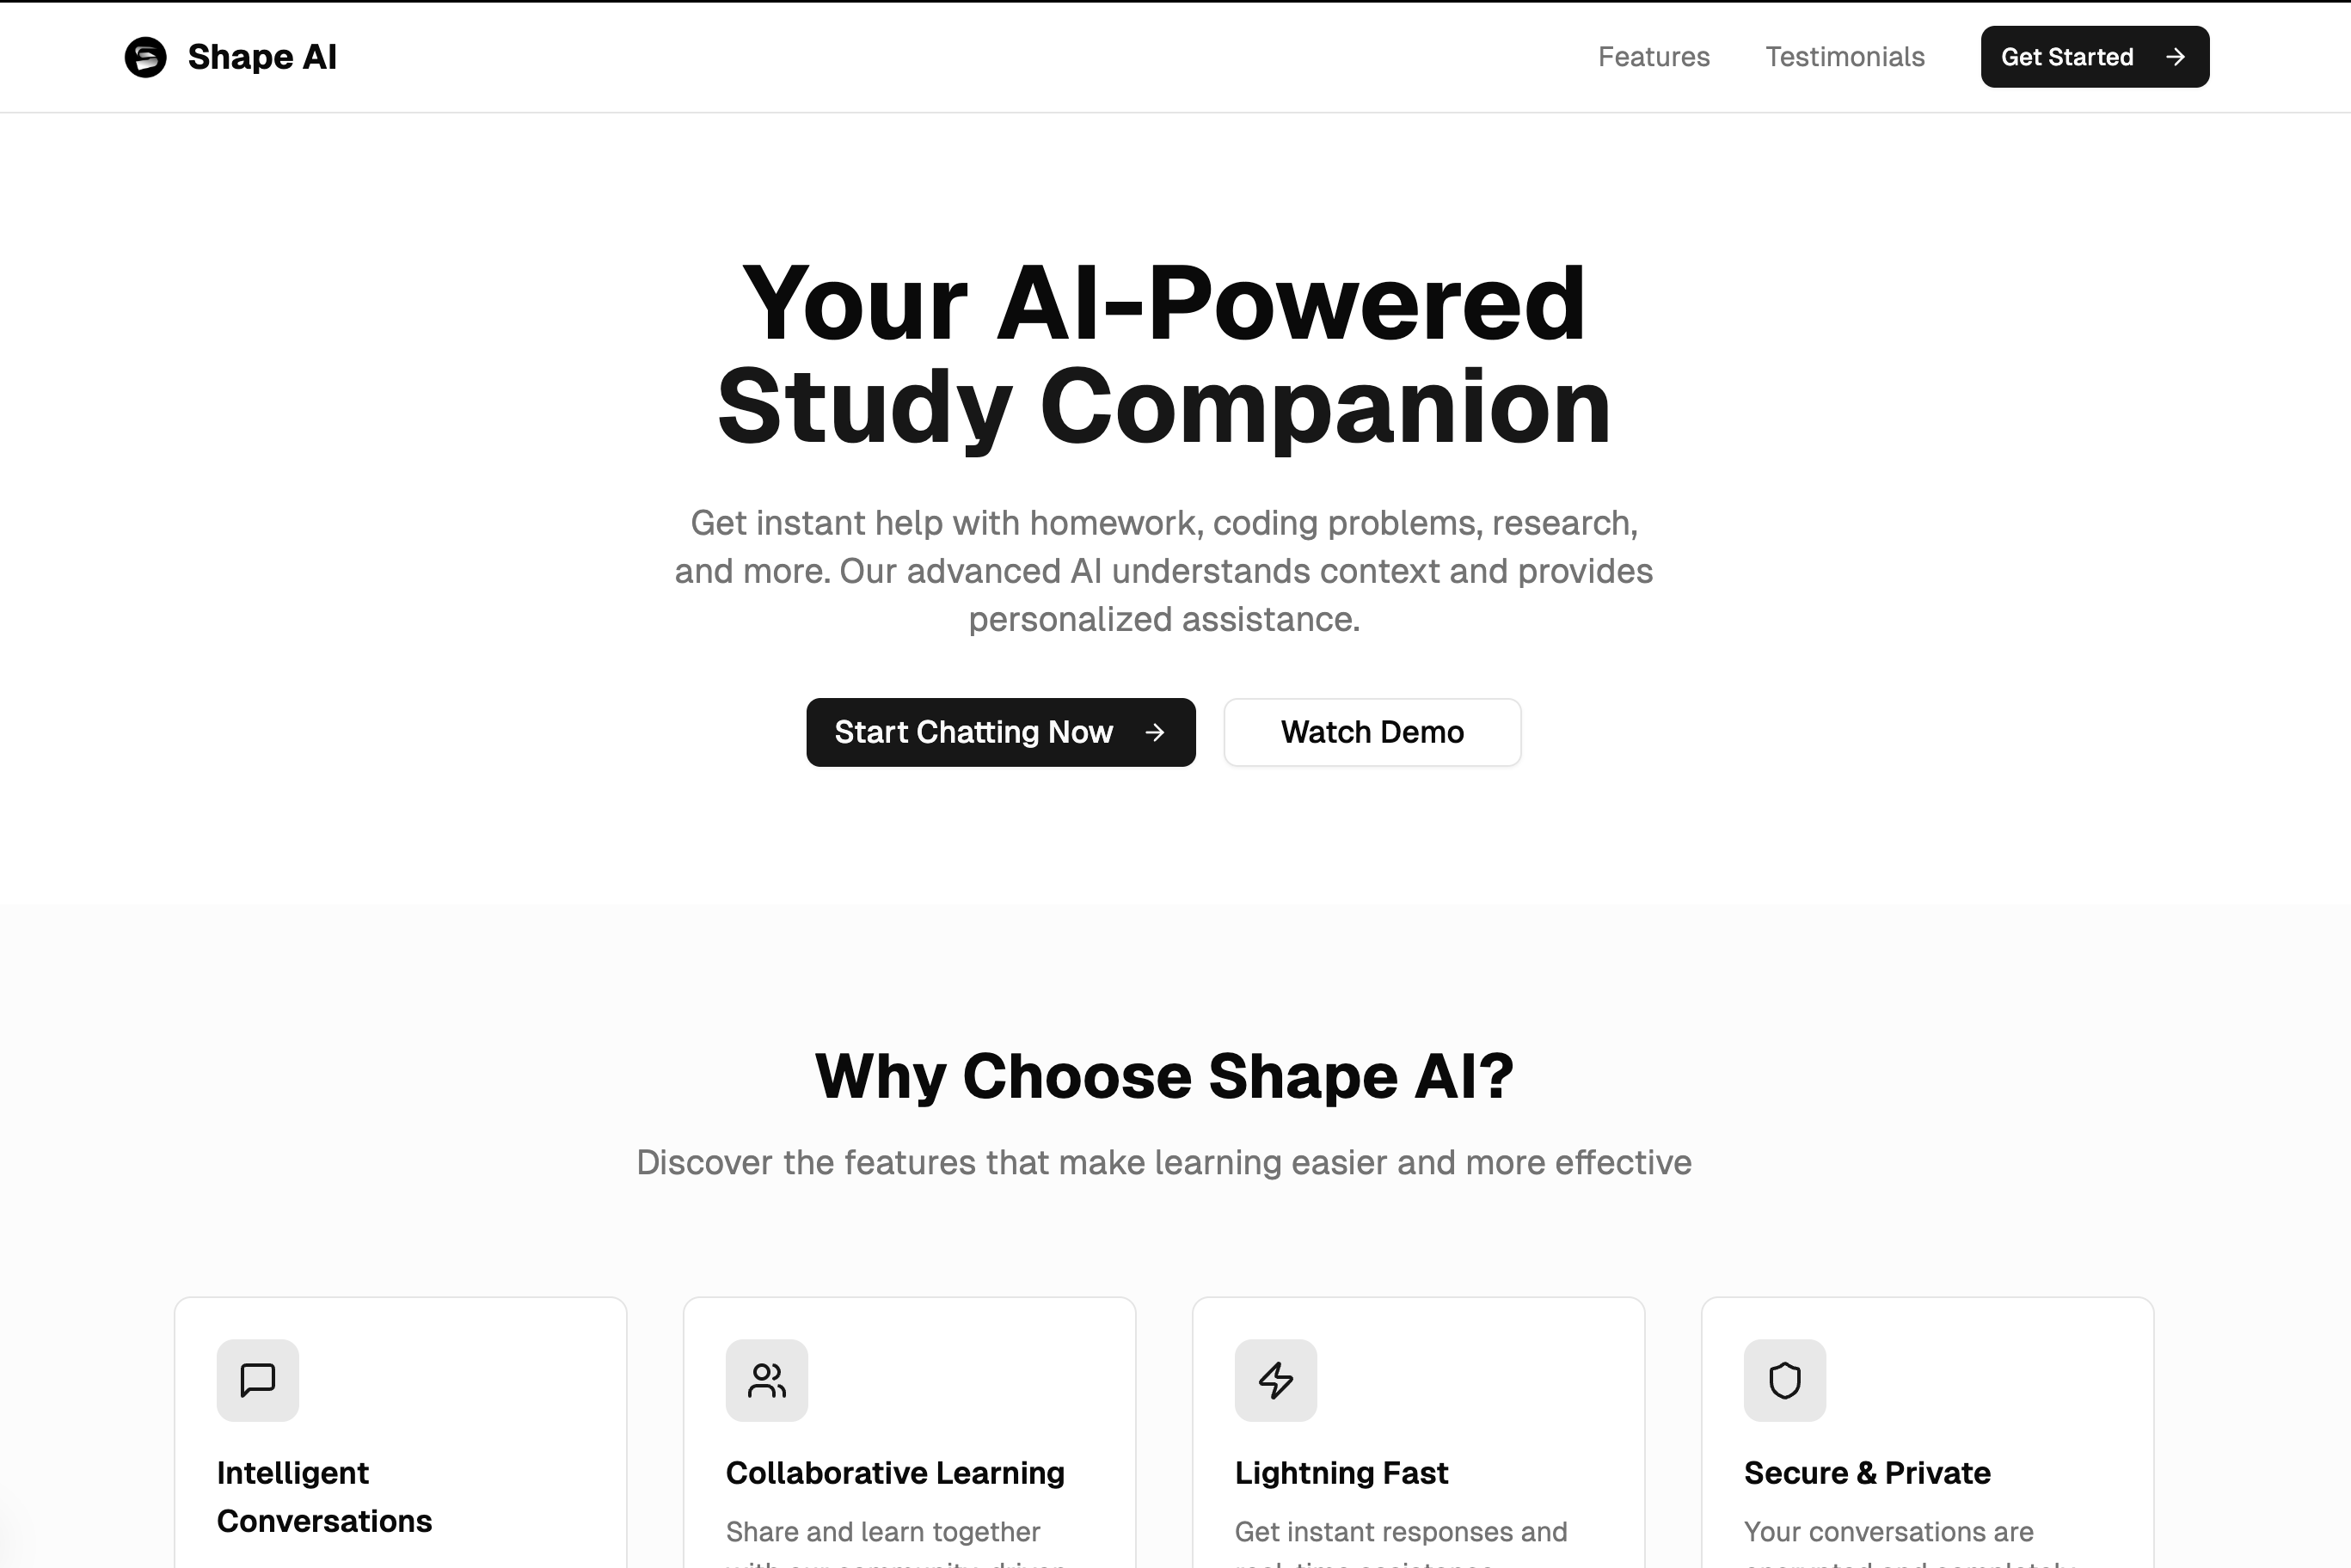 Shape AI
Features
Testimonials
Get Started
Your AI-Powered
Study Companion
Get instant help with homework, coding problems, research,
and more. Our advanced AI understands context and provides
personalized assistance.
Start Chatting Now
Watch Demo
Why Choose Shape AI?
Discover the features that make learning easier and more effective
Intelligent
Conversations
Collaborative Learning
Share and learn together
Lightning Fast
Get instant responses and
Secure & Private
Your conversations are